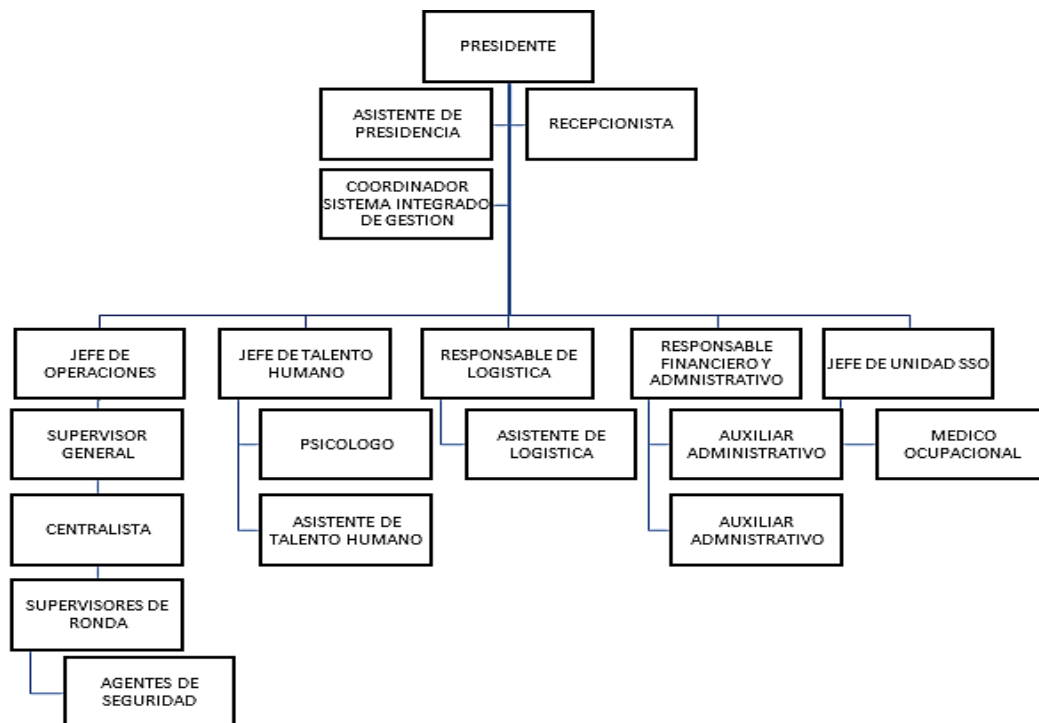 PRESIDENTE
ASISTENTE DE
PRESIDENCIA
RECEPCIONISTA
COORDINADOR
SISTEMA INTEGRADO
DE GESTION
JEFE DE
OPERACIONES
JEFE DE TALENTO
HUMANO
RESPONSABLE DE
LOGISTICA
RESPONSABLE
FINANCIERO Y
ADMNISTRATIVO
JEFE DE UNIDAD SSO
SUPERVISOR
GENERAL
PSICOLOGO
ASISTENTE DE
LOGISTICA
AUXILIAR
ADMINISTRATIVO
MEDICO
OCUPACIONAL
CENTRALISTA
ASISTENTE DE
TALENTO HUMANO
AUXILIAR
ADMNISTRATIVO
SUPERVISORES DE
RONDA
AGENTES DE
SEGURIDAD